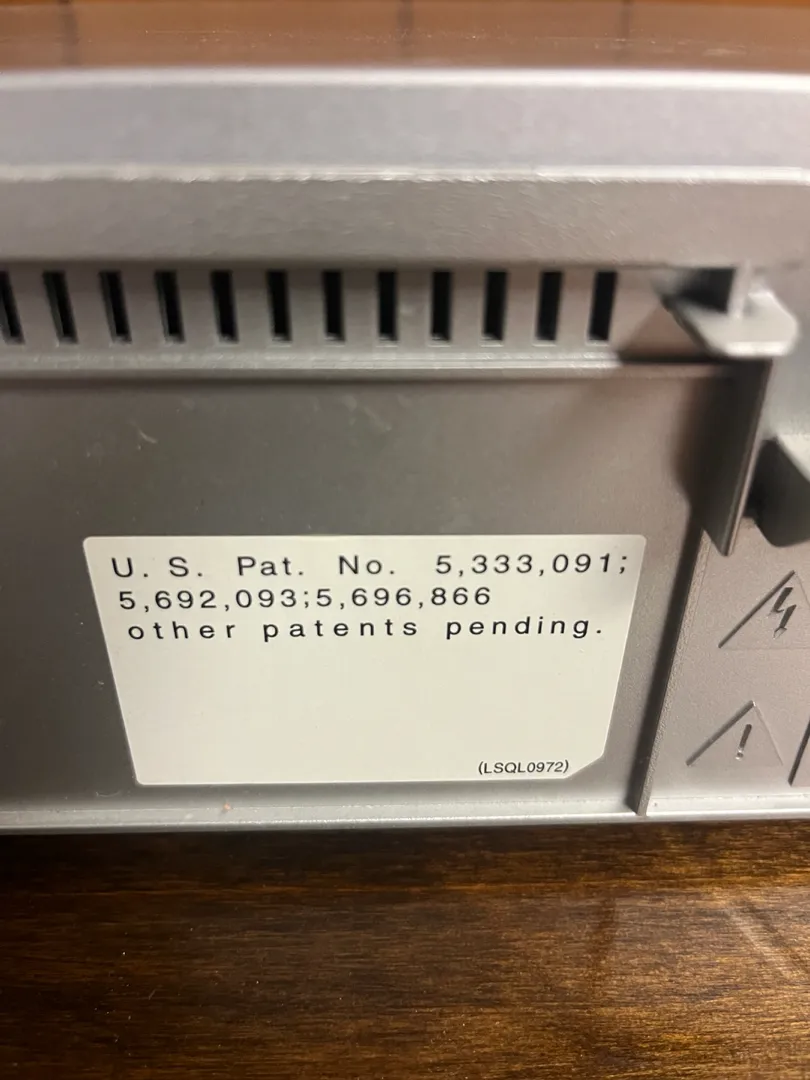 U. S. Pat. No. 5,333,091;
5,692,093;5,696,866
other patents pending.
(LSQL0972)
!